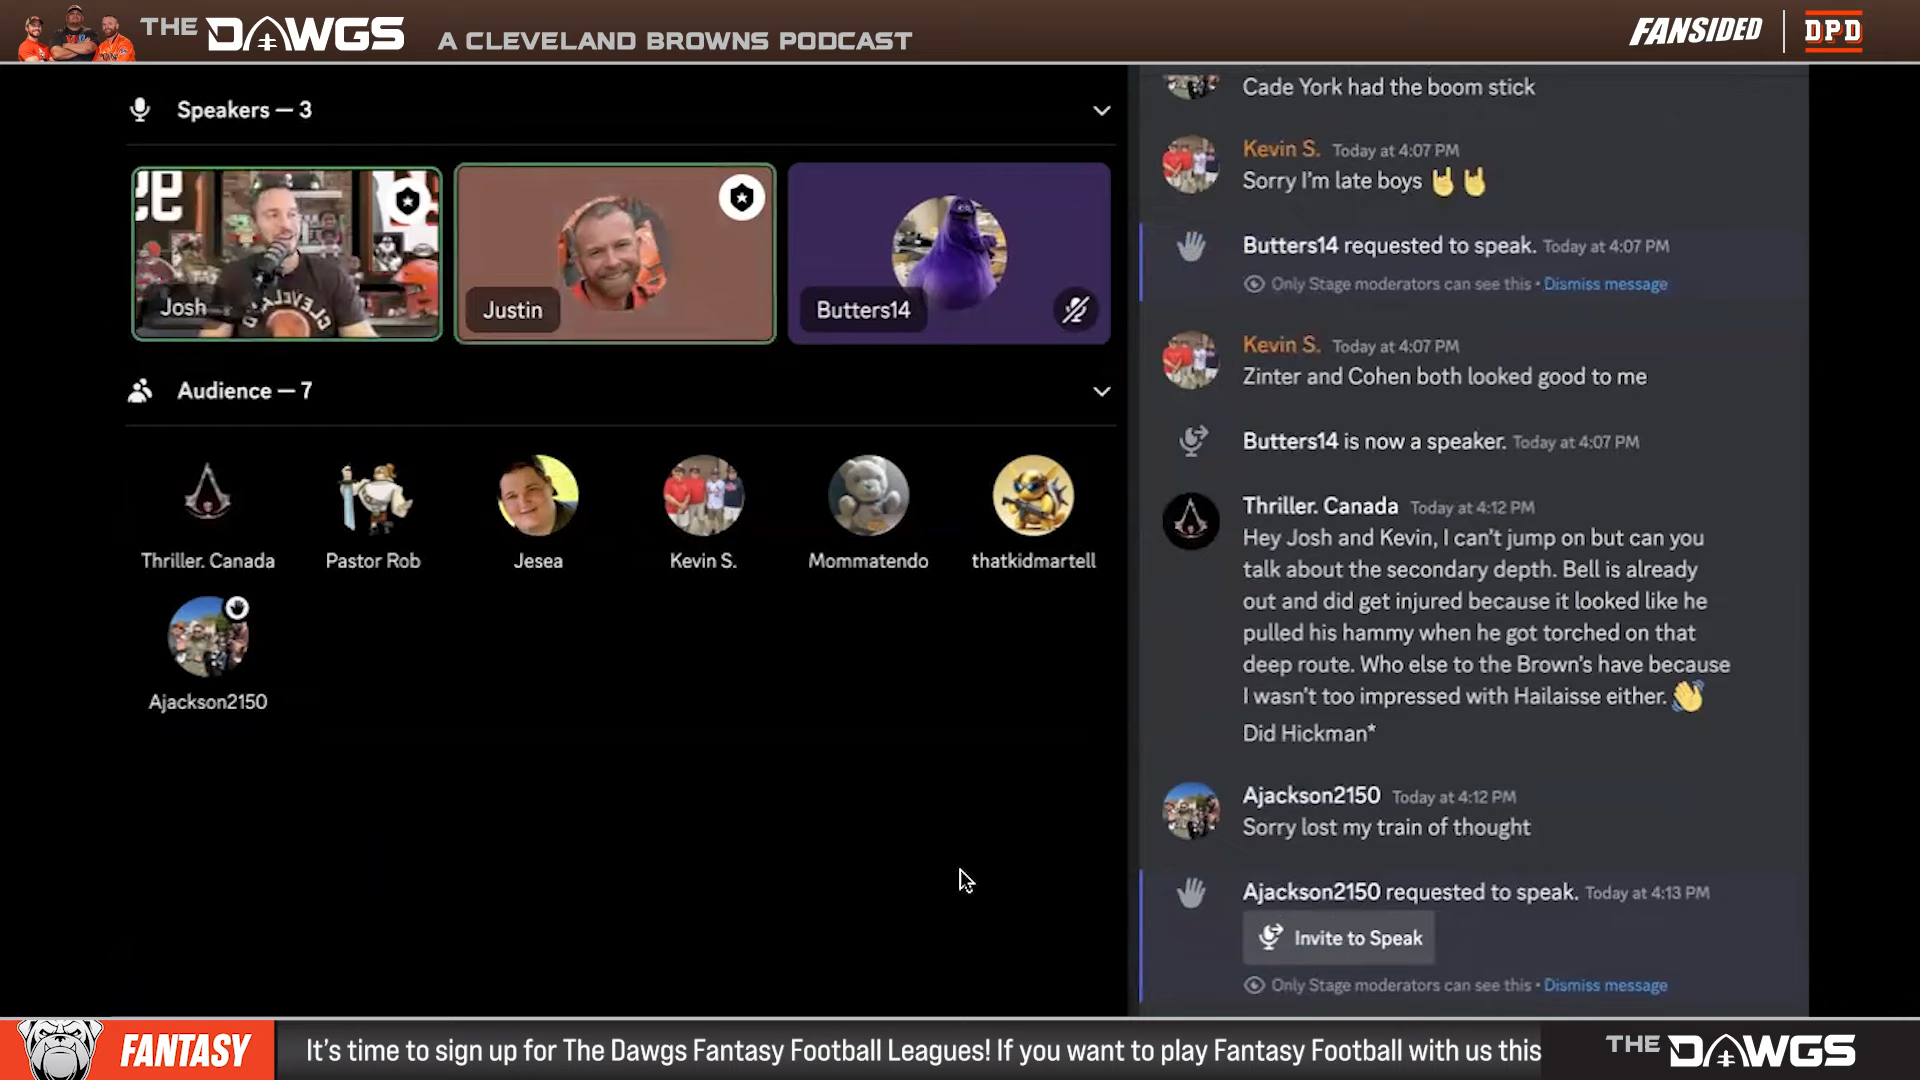 THE DAWGS A CLEVELAND BROWNS PODCAST
FANSIDED DPD
Speakers — 3
Josh
Justin
Butters14
Audience — 7
Thriller. Canada
Pastor Rob
Jesea
Kevin S.
Mommatendo
thatkidmartell
Ajackson2150
Cade York had the boom stick
Kevin S. Today at 4:07 PM
Sorry I'm late boys 🤘 🤘
Butters14 requested to speak. Today at 4:07 PM
Only Stage moderators can see this • Dismiss message
Kevin S. Today at 4:07 PM
Zinter and Cohen both looked good to me
Butters14 is now a speaker. Today at 4:07 PM
Thriller. Canada Today at 4:12 PM
Hey Josh and Kevin, I can't jump on but can you
talk about the secondary depth. Bell is already
out and did get injured because it looked like he
pulled his hammy when he got torched on that
deep route. Who else to the Brown's have because
I wasn't too impressed with Hailaisse either. 👋
Did Hickman*
Ajackson2150 Today at 4:12 PM
Sorry lost my train of thought
Ajackson2150 requested to speak. Today at 4:13 PM
Invite to Speak
Only Stage moderators can see this • Dismiss message
FANTASY
It's time to sign up for The Dawgs Fantasy Football Leagues! If you want to play Fantasy Football with us this
THE DAWGS